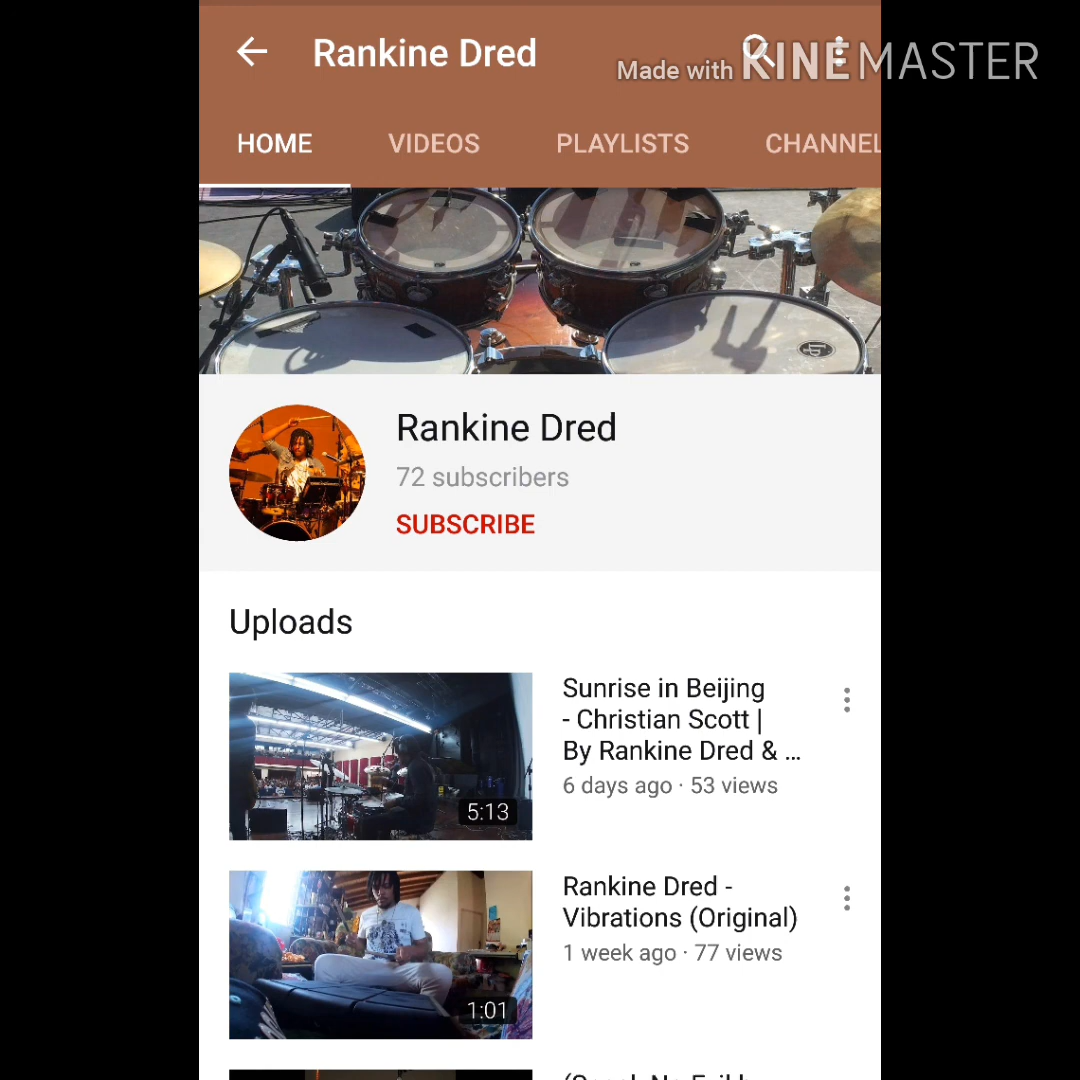 Rankine Dred
Made with KINEMASTER
HOME VIDEOS PLAYLISTS CHANNEL
LP
Rankine Dred
72 subscribers
SUBSCRIBE
Uploads
Sunrise in Beijing
- Christian Scott |
By Rankine Dred & ...
6 days ago · 53 views
5:13
Rankine Dred -
Vibrations (Original)
1 week ago · 77 views
1:01